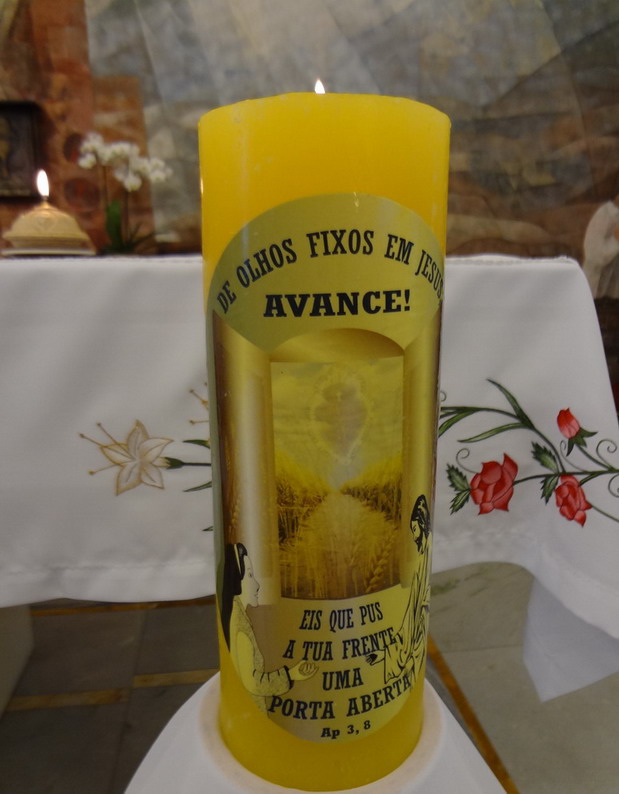 DE OLHOS FIXOS EM JESUS
AVANCE!
EIS QUE PUS
A TUA FRENTE
UMA
PORTA ABERTA
Ap 3, 8